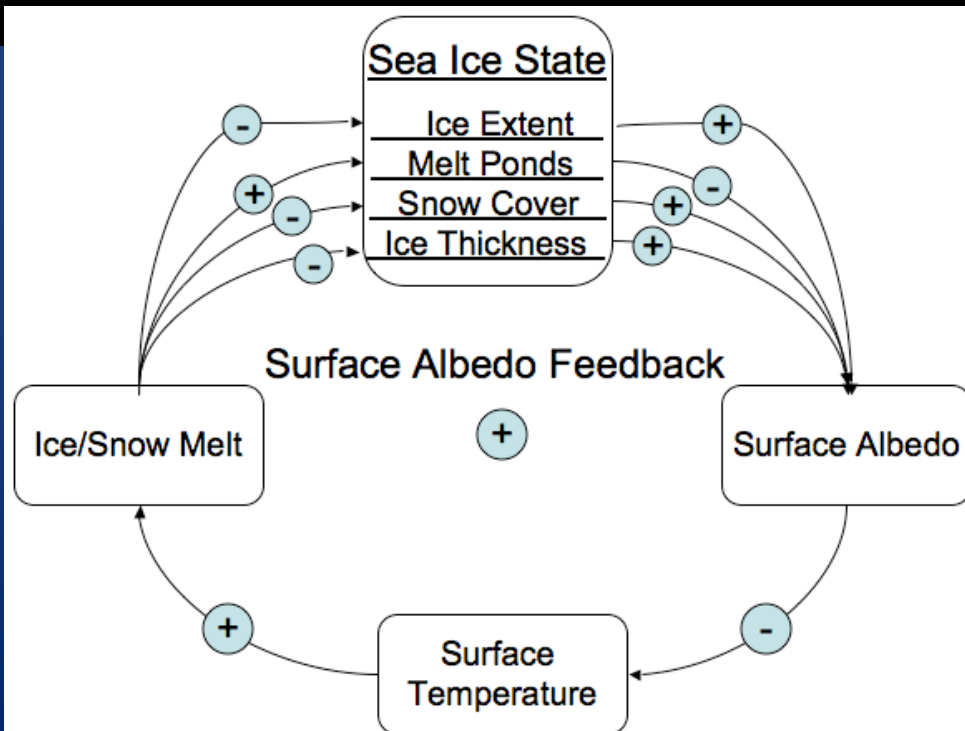 Sea Ice State
-
Ice Extent
+
Melt Ponds
-
+
Snow Cover
+
-
Ice Thickness
+
-
Surface Albedo Feedback
+
Ice/Snow Melt
Surface Albedo
+
-
Surface
Temperature